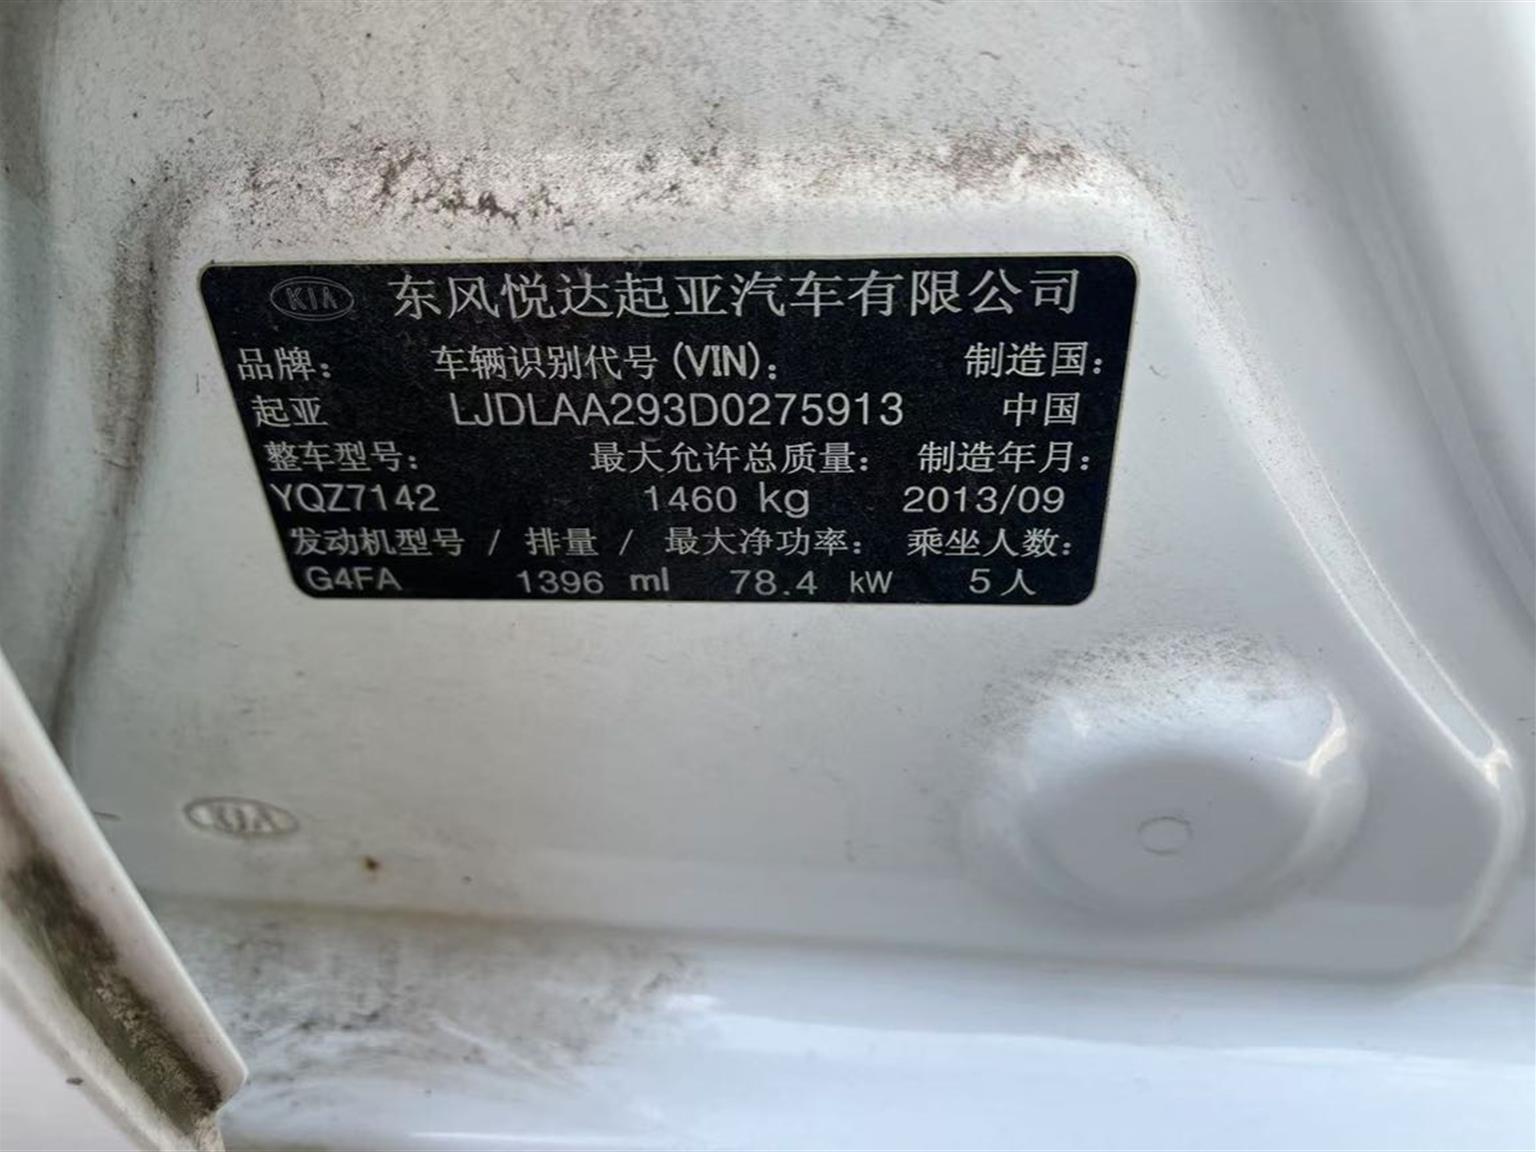 KIA 东风悦达起亚汽车有限公司
品牌： 车辆识别代号(VIN)： 制造国：
起亚 LJDLAA293D0275913 中国
整车型号： 最大允许总质量： 制造年月：
YQZ7142 1460 kg 2013/09
发动机型号 / 排量 / 最大净功率： 乘坐人数：
G4FA 1396 ml 78.4 kW 5人
KIA